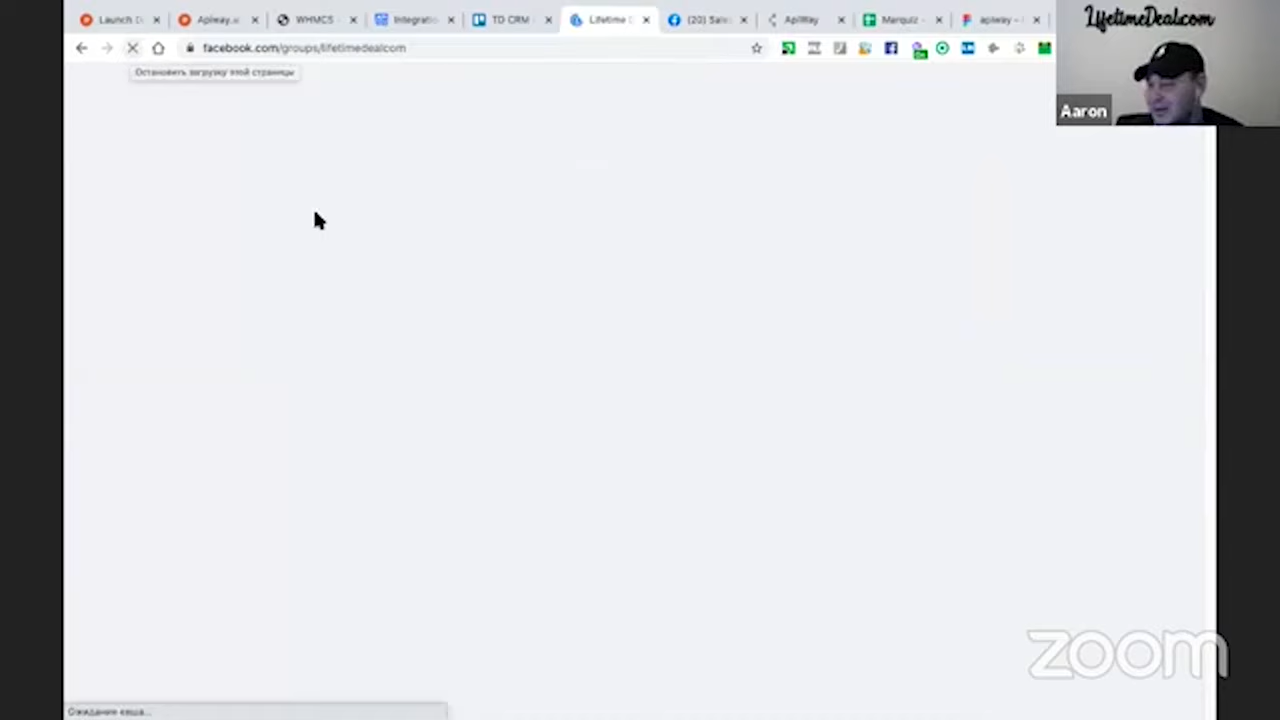 Launch D
Apiway.a
WHMCS
Integratio
TD CRM
Lifetime D
(20) Sales
ApiWay
Marquiz -
apiway –
facebook.com/groups/lifetimedealcom
Остановить загрузку этой страницы
LifetimeDeal.com
Aaron
zoom
Ожидание кеша...